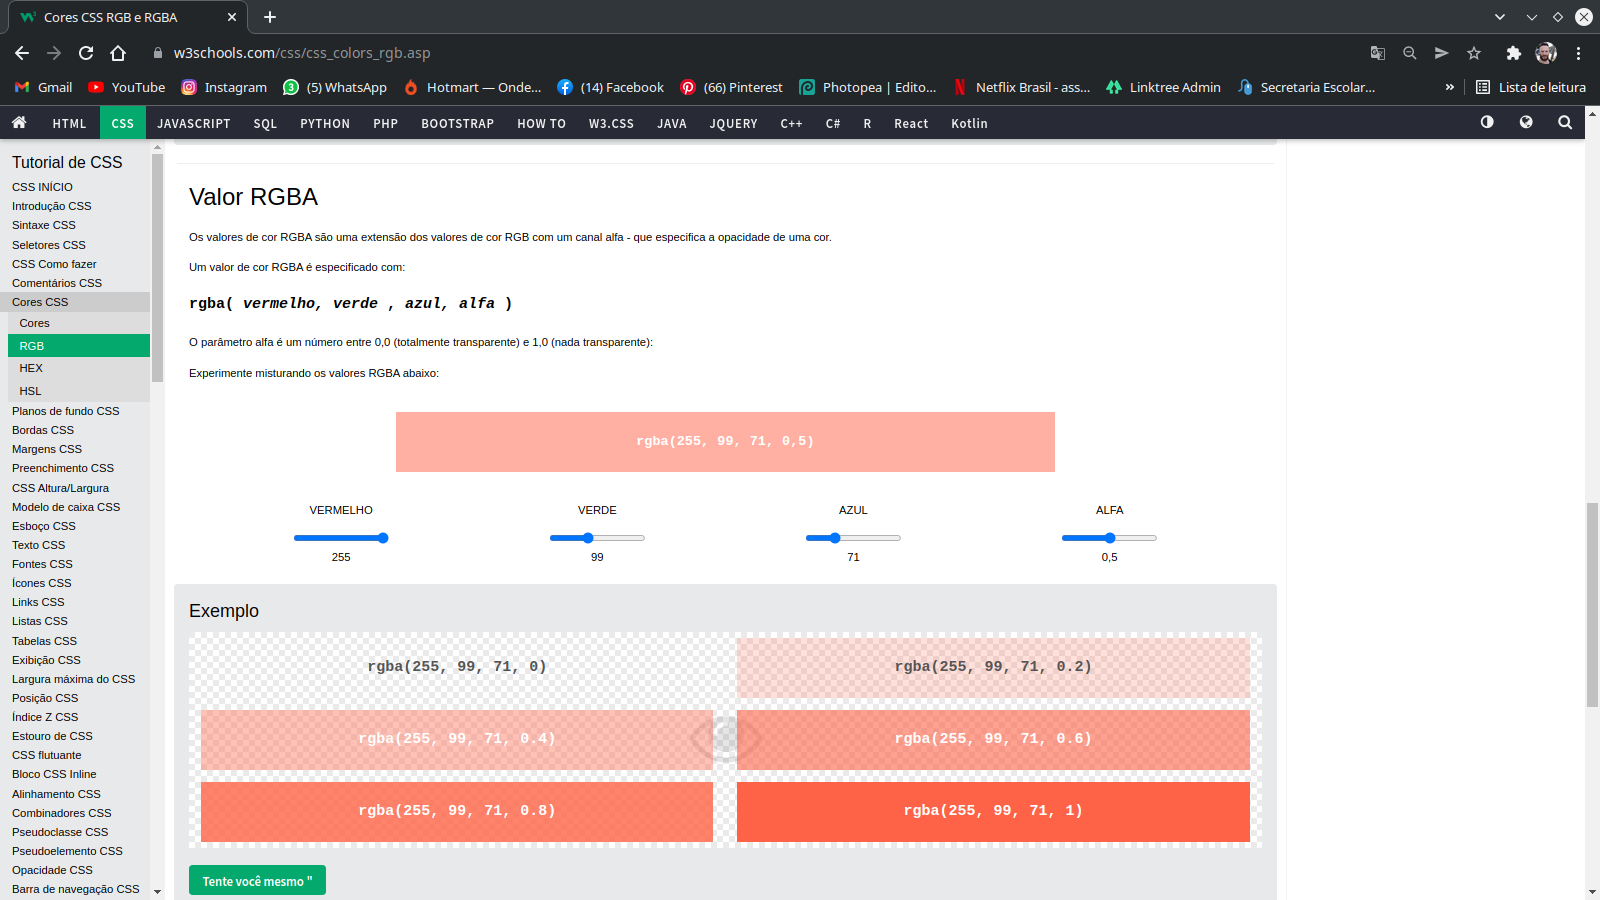 Cores CSS RGB e RGBA
w3schools.com/css/css_colors_rgb.asp
Gmail YouTube Instagram (5) WhatsApp Hotmart — Onde... (14) Facebook (66) Pinterest Photopea | Edito... Netflix Brasil - ass... Linktree Admin Secretaria Escolar... » Lista de leitura
HTML CSS JAVASCRIPT SQL PYTHON PHP BOOTSTRAP HOW TO W3.CSS JAVA JQUERY C++ C# R React Kotlin
Tutorial de CSS
CSS INÍCIO
Introdução CSS
Sintaxe CSS
Seletores CSS
CSS Como fazer
Comentários CSS
Cores CSS
Cores
RGB
HEX
HSL
Planos de fundo CSS
Bordas CSS
Margens CSS
Preenchimento CSS
CSS Altura/Largura
Modelo de caixa CSS
Esboço CSS
Texto CSS
Fontes CSS
Ícones CSS
Links CSS
Listas CSS
Tabelas CSS
Exibição CSS
Largura máxima do CSS
Posição CSS
Índice Z CSS
Estouro de CSS
CSS flutuante
Bloco CSS Inline
Alinhamento CSS
Combinadores CSS
Pseudoclasse CSS
Pseudoelemento CSS
Opacidade CSS
Barra de navegação CSS
Valor RGBA
Os valores de cor RGBA são uma extensão dos valores de cor RGB com um canal alfa - que especifica a opacidade de uma cor.
Um valor de cor RGBA é especificado com:
rgba( vermelho, verde , azul, alfa )
O parâmetro alfa é um número entre 0,0 (totalmente transparente) e 1,0 (nada transparente):
Experimente misturando os valores RGBA abaixo:
rgba(255, 99, 71, 0,5)
VERMELHO VERDE AZUL ALFA
255 99 71 0,5
Exemplo
rgba(255, 99, 71, 0) rgba(255, 99, 71, 0.2)
rgba(255, 99, 71, 0.4) rgba(255, 99, 71, 0.6)
rgba(255, 99, 71, 0.8) rgba(255, 99, 71, 1)
Tente você mesmo "